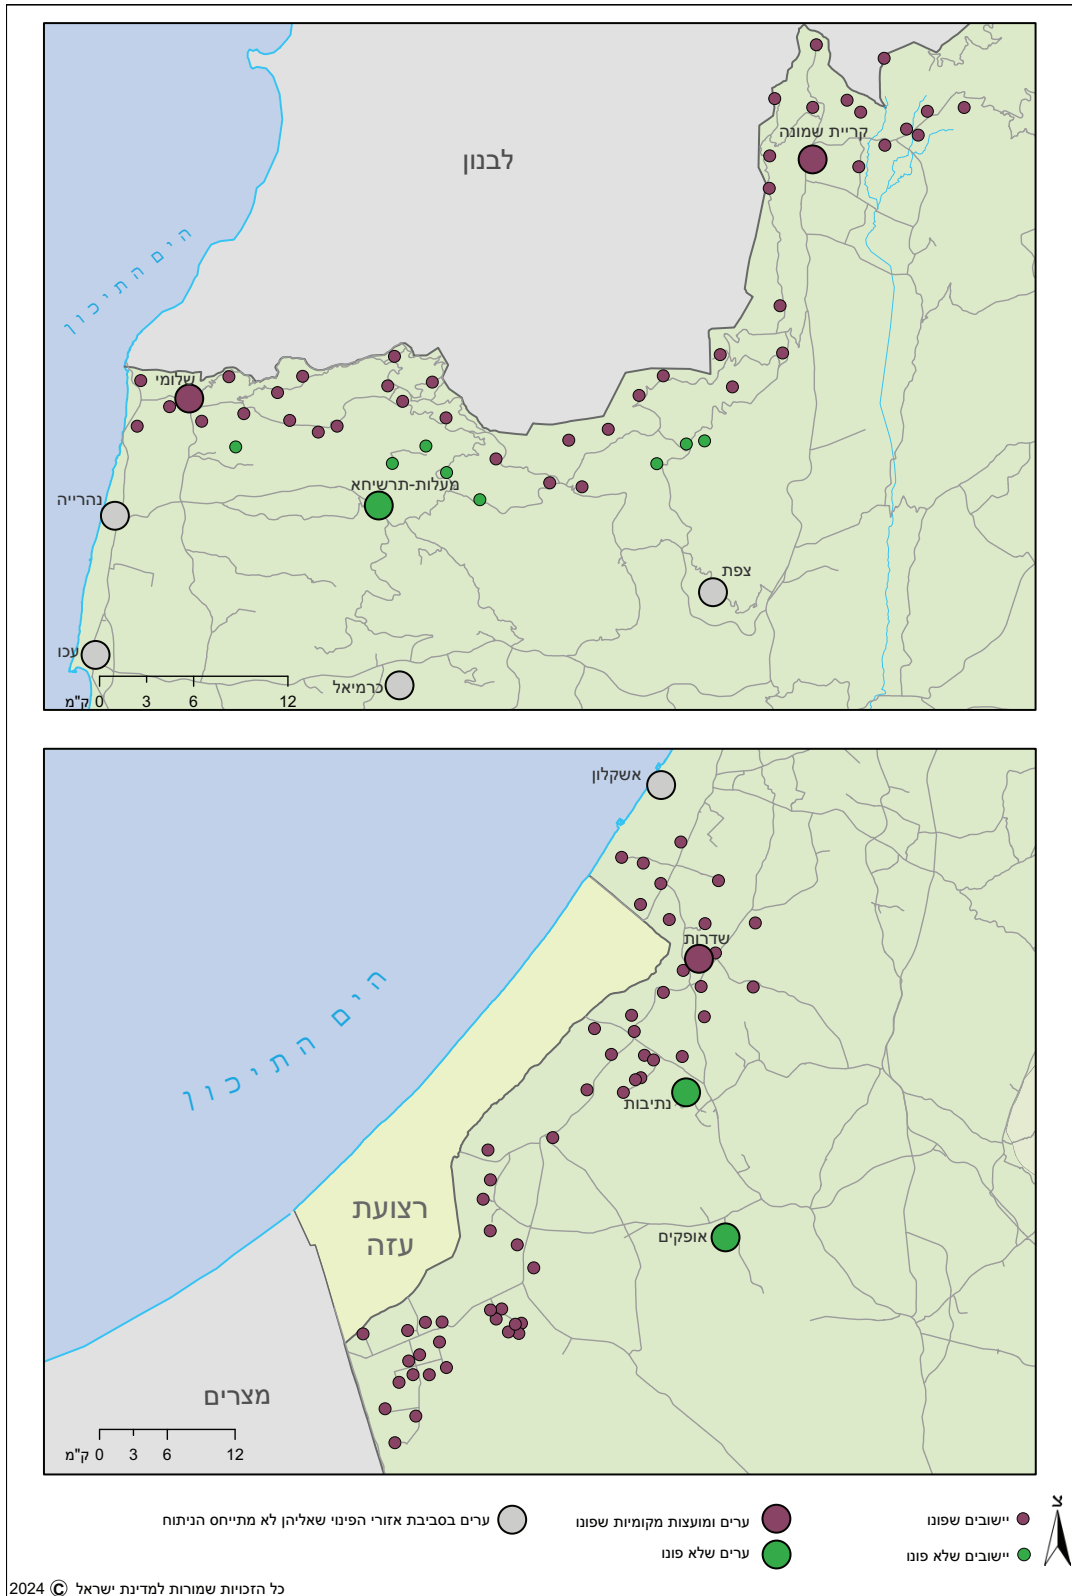 לבנון
קריית שמונה
הים התיכון
שלומי
נהרייה
מעלות-תרשיחא
צפת
עכו
כרמיאל
0 3 6 12 ק"מ
אשקלון
שדרות
הים התיכון
נתיבות
רצועת
עזה
אופקים
מצרים
0 3 6 12 ק"מ
צ
יישובים שפונו
ערים ומועצות מקומיות שפונו
ערים בסביבת אזורי הפינוי שאליהן לא מתייחס הניתוח
יישובים שלא פונו
ערים שלא פונו
כל הזכויות שמורות למדינת ישראל © 2024